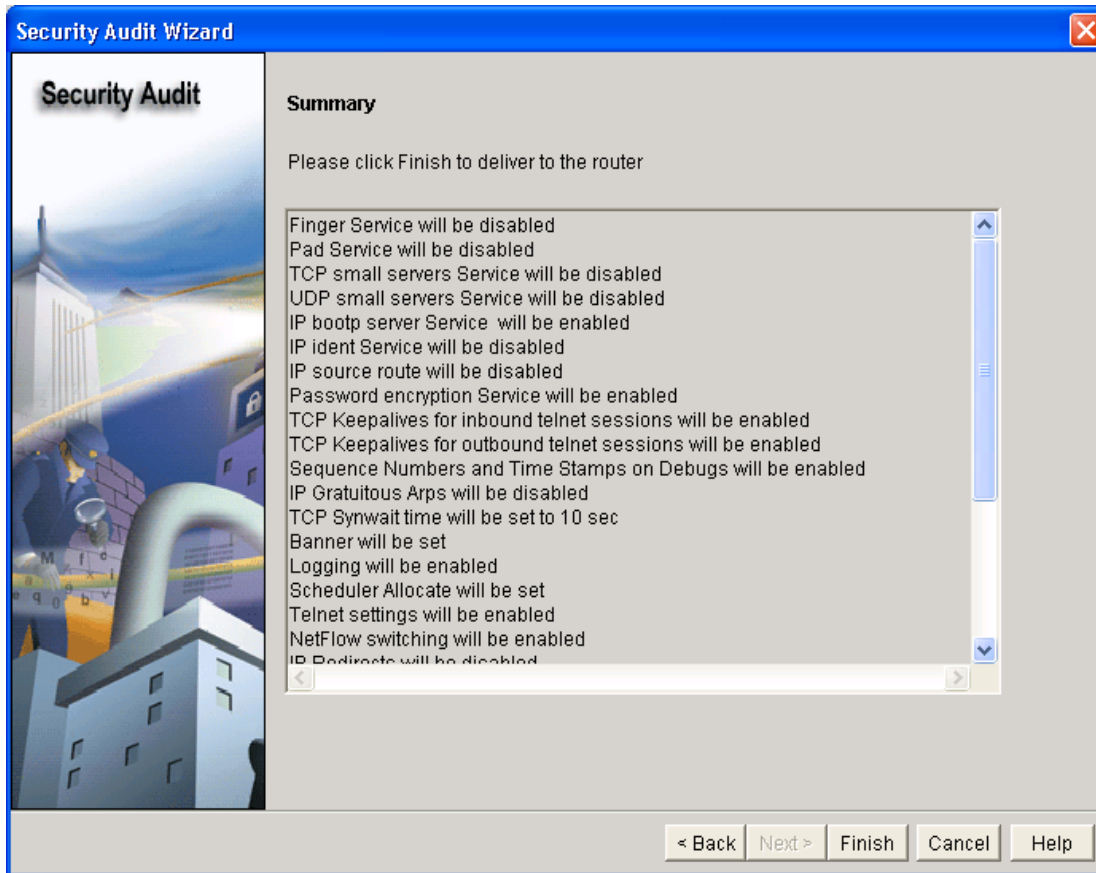 Security Audit Wizard
Security Audit
Summary
Please click Finish to deliver to the router
Finger Service will be disabled
Pad Service will be disabled
TCP small servers Service will be disabled
UDP small servers Service will be disabled
IP bootp server Service  will be enabled
IP ident Service will be disabled
IP source route will be disabled
Password encryption Service will be enabled
TCP Keepalives for inbound telnet sessions will be enabled
TCP Keepalives for outbound telnet sessions will be enabled
Sequence Numbers and Time Stamps on Debugs will be enabled
IP Gratuitous Arps will be disabled
TCP Synwait time will be set to 10 sec
Banner will be set
Logging will be enabled
Scheduler Allocate will be set
Telnet settings will be enabled
NetFlow switching will be enabled
IP Redirects will be disabled
< Back Next > Finish Cancel Help